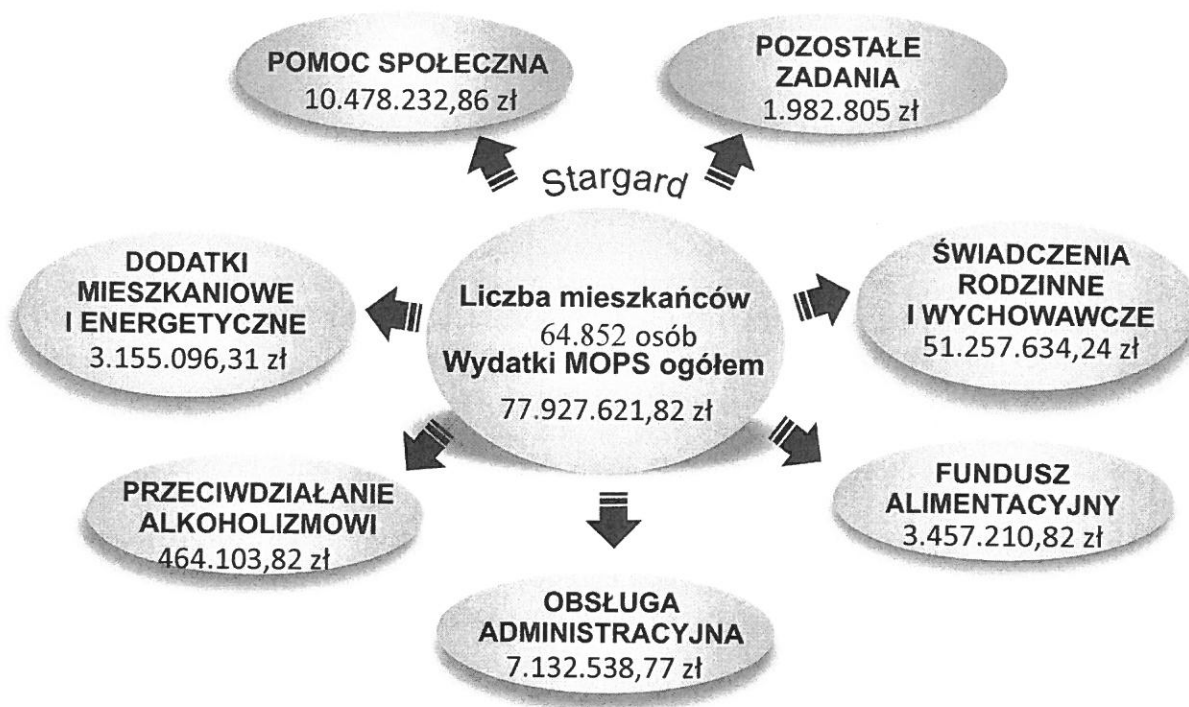 POMOC SPOŁECZNA
10.478.232,86 zł
POZOSTAŁE
ZADANIA
1.982.805 zł
Stargard
DODATKI
MIESZKANIOWE
I ENERGETYCZNE
3.155.096,31 zł
Liczba mieszkańców
64.852 osób
Wydatki MOPS ogółem
77.927.621,82 zł
ŚWIADCZENIA
RODZINNE
I WYCHOWAWCZE
51.257.634,24 zł
PRZECIWDZIAŁANIE
ALKOHOLIZMOWI
464.103,82 zł
FUNDUSZ
ALIMENTACYJNY
3.457.210,82 zł
OBSŁUGA
ADMINISTRACYJNA
7.132.538,77 zł